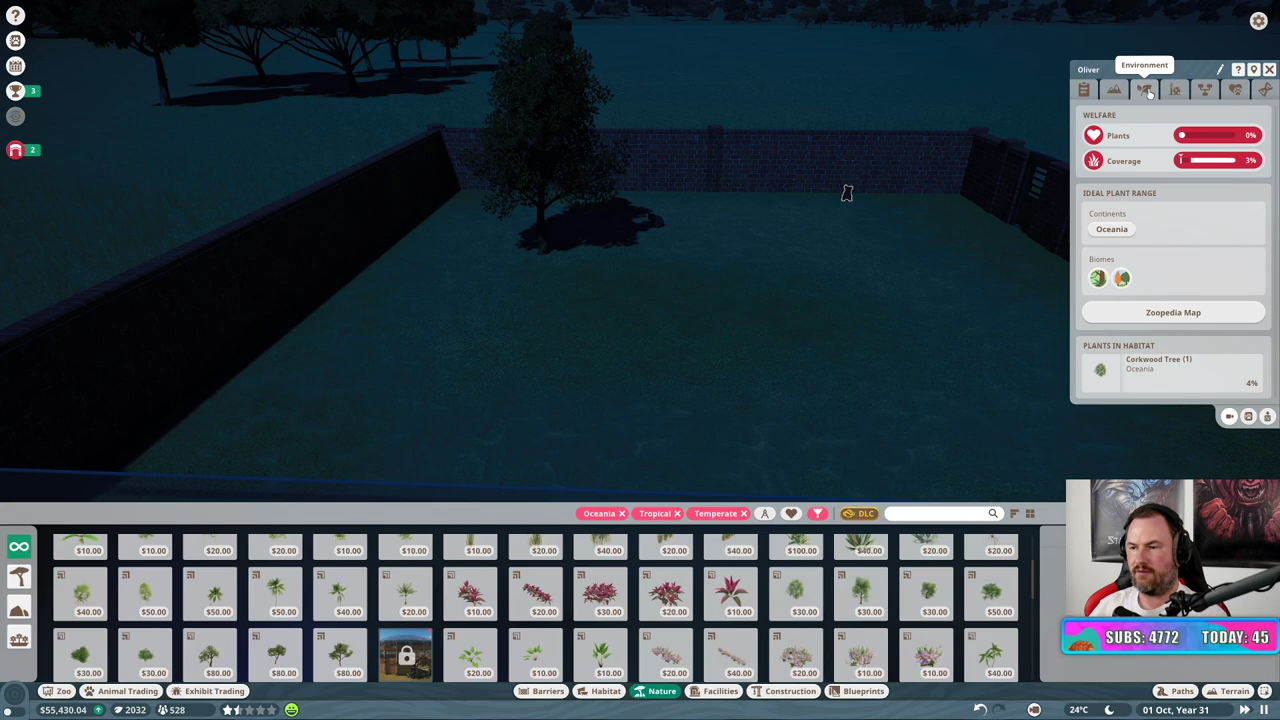 3
2
Environment
Oliver
?
WELFARE
Plants 0%
Coverage 3%
IDEAL PLANT RANGE
Continents
Oceania
Biomes
Zoopedia Map
PLANTS IN HABITAT
Corkwood Tree (1)
Oceania
4%
Oceania Tropical Temperate DLC
$10.00 $10.00 $20.00 $20.00 $10.00 $10.00 $10.00 $20.00 $40.00 $20.00 $40.00 $100.00 $40.00 $20.00 $20.00
$40.00 $50.00 $50.00 $50.00 $40.00 $20.00 $10.00 $20.00 $30.00 $20.00 $10.00 $30.00 $30.00 $30.00 $50.00
$30.00 $30.00 $80.00 $80.00 $80.00 $20.00 $10.00 $10.00 $20.00 $10.00 $20.00 $10.00 $10.00 $40.00
SUBS: 4772 TODAY: 45
Zoo Animal Trading Exhibit Trading Barriers Habitat Nature Facilities Construction Blueprints Paths Terrain
$55,430.04 2032 528 24°C 01 Oct, Year 31